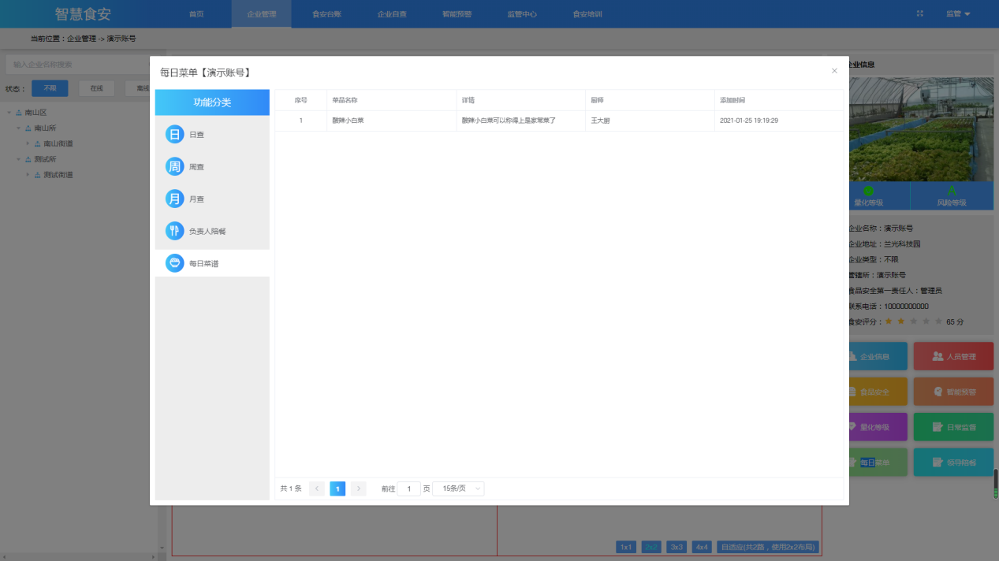 智慧食安
首页 企业管理 食安台账 企业自查 智能预警 监管中心 食安培训 监管
当前位置：企业管理 -> 演示账号
输入企业名称搜索
状态： 不限 在线 离线
南山区
南山所
南山街道
测试所
测试街道
每日菜单【演示账号】
功能分类
日 日查
周 周查
月 月查
负责人陪餐
每日菜谱
序号 菜品名称 详情 厨师 添加时间
1 酸辣小白菜 酸辣小白菜可以称得上是家常菜了 王大厨 2021-01-25 19:19:29
共 1 条 1 前往 1 页 15条/页
企业信息
量化等级 A 风险等级
企业名称：演示账号
企业地址：兰光科技园
企业类型：不限
管辖所：演示账号
食品安全第一责任人：管理员
联系电话：10000000000
食安评分： 65 分
企业信息 人员管理
食品安全 智能预警
量化等级 日常监督
每日菜单 领导陪餐
1x1 2x2 3x3 4x4 自适应(共2路，使用2x2布局)